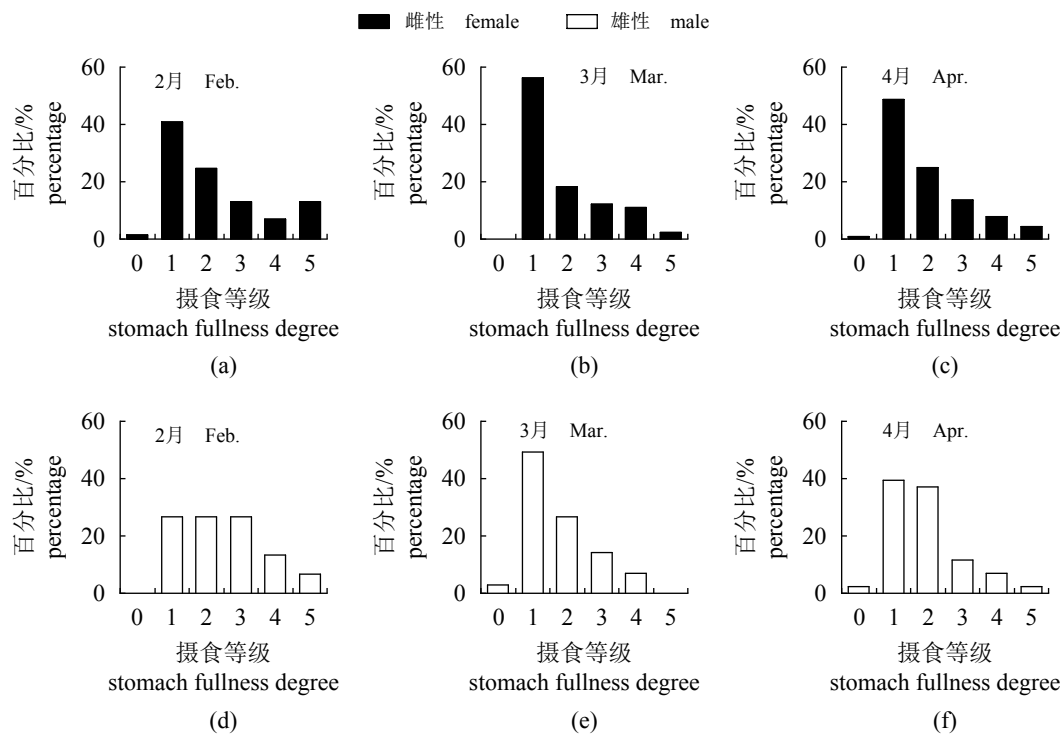 雌性 female 雄性 male
60
40
20
0
百分比/%
percentage
2月 Feb.
0 1 2 3 4 5
摄食等级
stomach fullness degree
(a)
60
40
20
0
百分比/%
percentage
3月 Mar.
0 1 2 3 4 5
摄食等级
stomach fullness degree
(b)
60
40
20
0
百分比/%
percentage
4月 Apr.
0 1 2 3 4 5
摄食等级
stomach fullness degree
(c)
60
40
20
0
百分比/%
percentage
2月 Feb.
0 1 2 3 4 5
摄食等级
stomach fullness degree
(d)
60
40
20
0
百分比/%
percentage
3月 Mar.
0 1 2 3 4 5
摄食等级
stomach fullness degree
(e)
60
40
20
0
百分比/%
percentage
4月 Apr.
0 1 2 3 4 5
摄食等级
stomach fullness degree
(f)